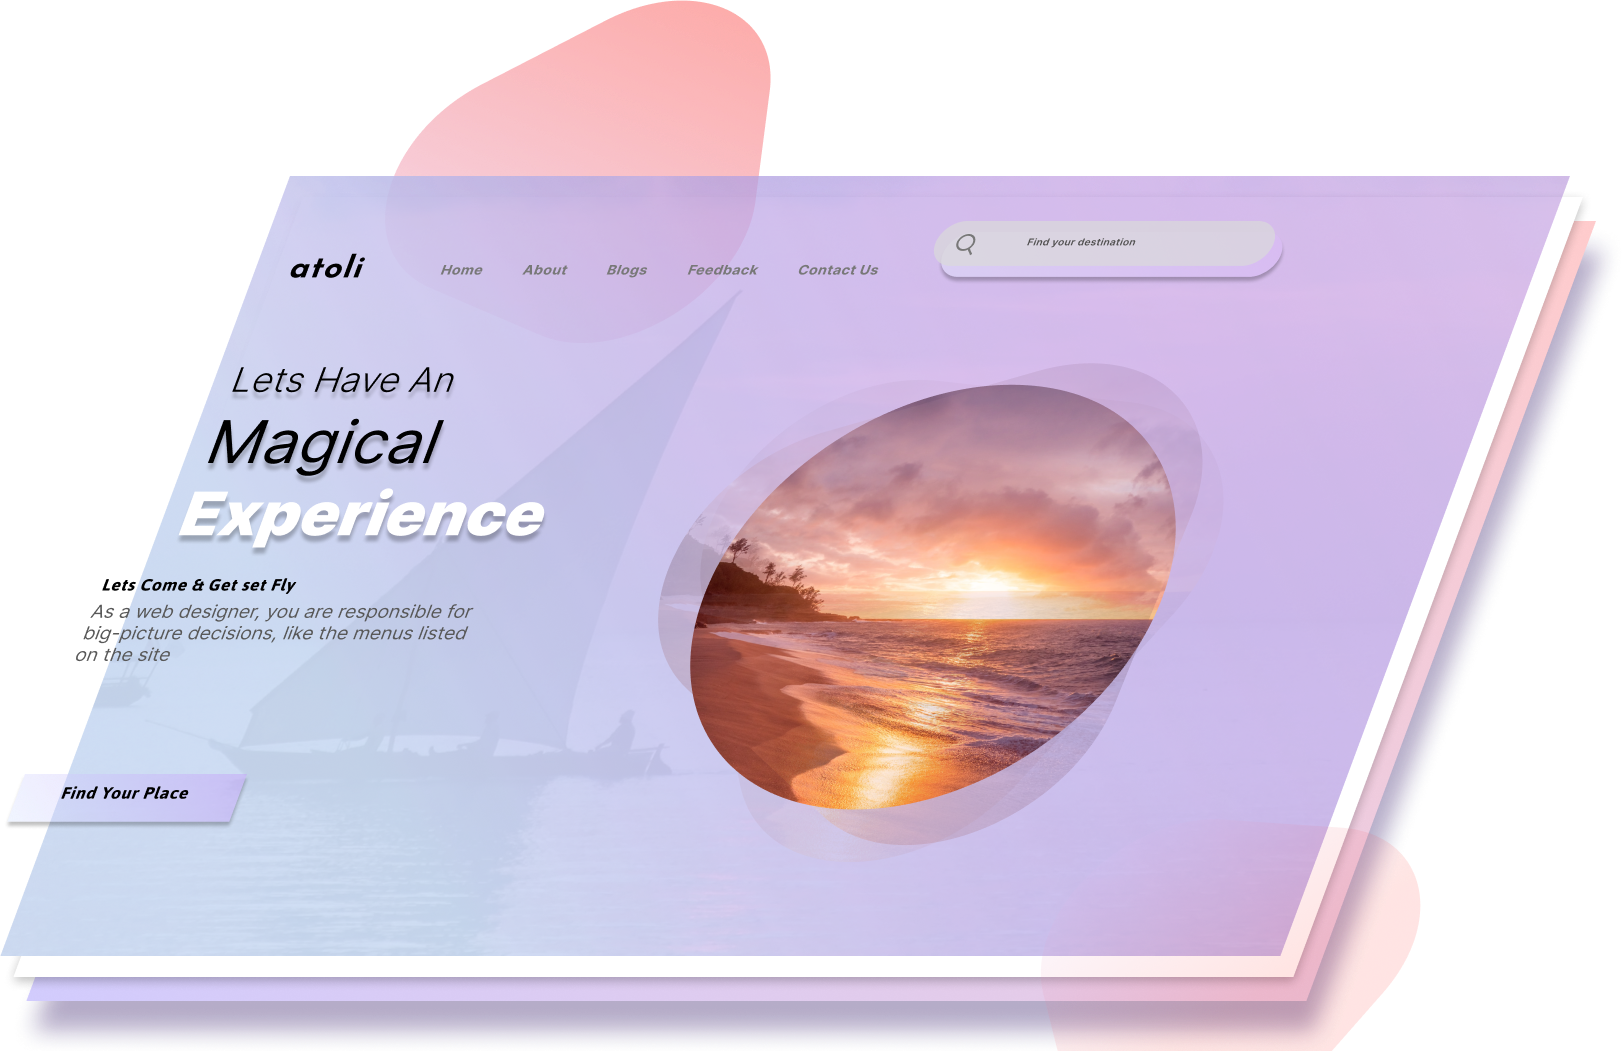 atoli
Home About Blogs Feedback Contact Us
Find your destination
Lets Have An
Magical
Experience
Lets Come & Get set Fly
As a web designer, you are responsible for
big-picture decisions, like the menus listed
on the site
Find Your Place